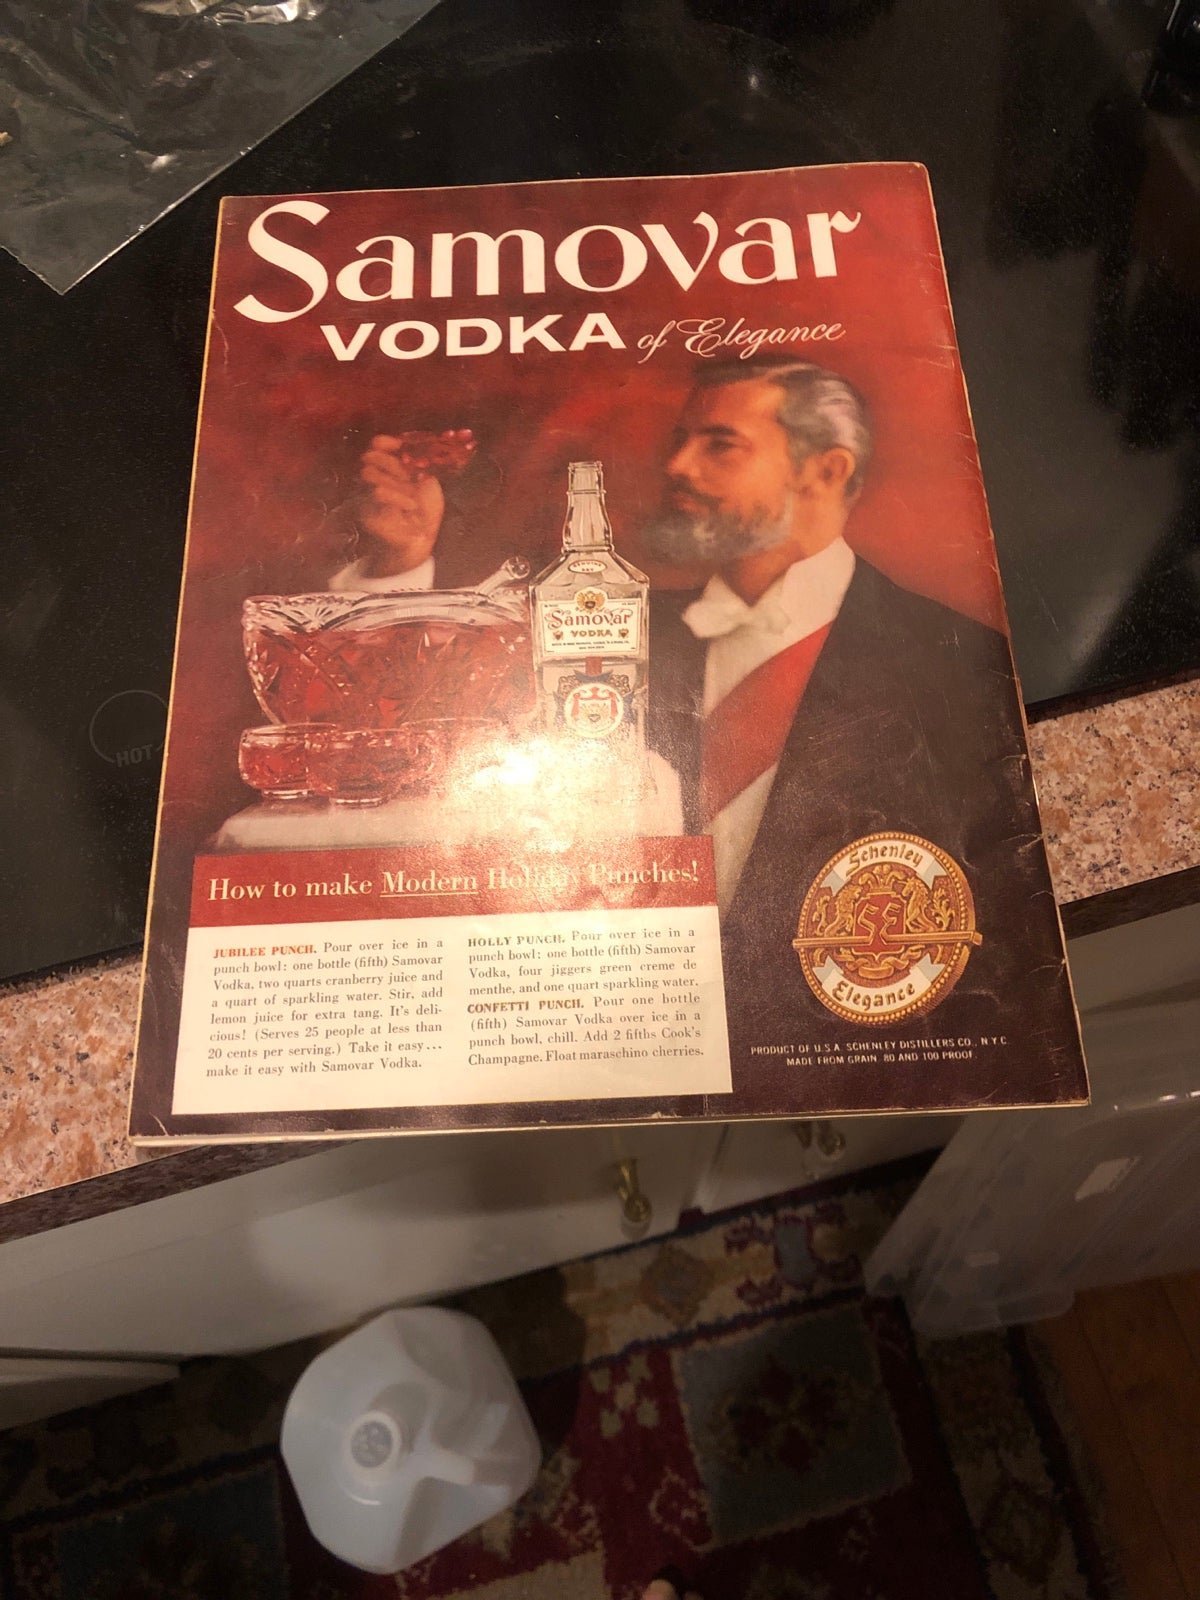 Samovar
VODKA of Elegance
Samovar
VODKA
How to make Modern Holiday Punches!
JUBILEE PUNCH. Pour over ice in a
punch bowl: one bottle (fifth) Samovar
Vodka, two quarts cranberry juice and
a quart of sparkling water. Stir, add
lemon juice for extra tang. It's deli-
cious! (Serves 25 people at less than
20 cents per serving.) Take it easy...
make it easy with Samovar Vodka.
HOLLY PUNCH. Pour over ice in a
punch bowl: one bottle (fifth) Samovar
Vodka, four jiggers green creme de
menthe, and one quart sparkling water.
CONFETTI PUNCH. Pour one bottle
(fifth) Samovar Vodka over ice in a
punch bowl, chill. Add 2 fifths Cook's
Champagne. Float maraschino cherries.
Schenley
SE
Elegance
PRODUCT OF U.S.A. SCHENLEY DISTILLERS CO., N.Y.C.
MADE FROM GRAIN. 80 AND 100 PROOF.
HOT